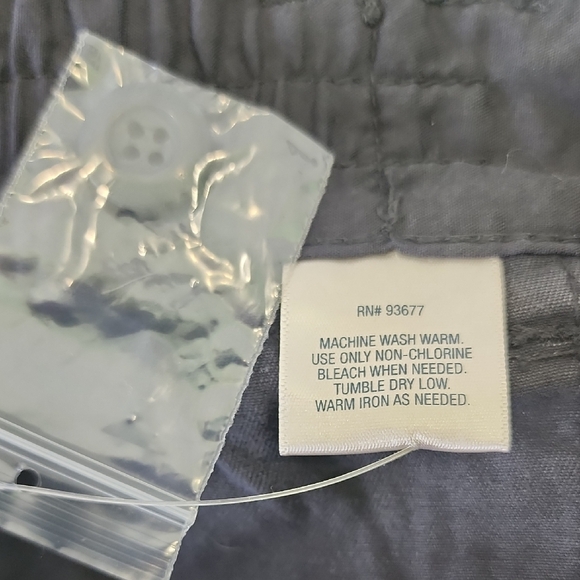 RN# 93677
MACHINE WASH WARM.
USE ONLY NON-CHLORINE
BLEACH WHEN NEEDED.
TUMBLE DRY LOW.
WARM IRON AS NEEDED.